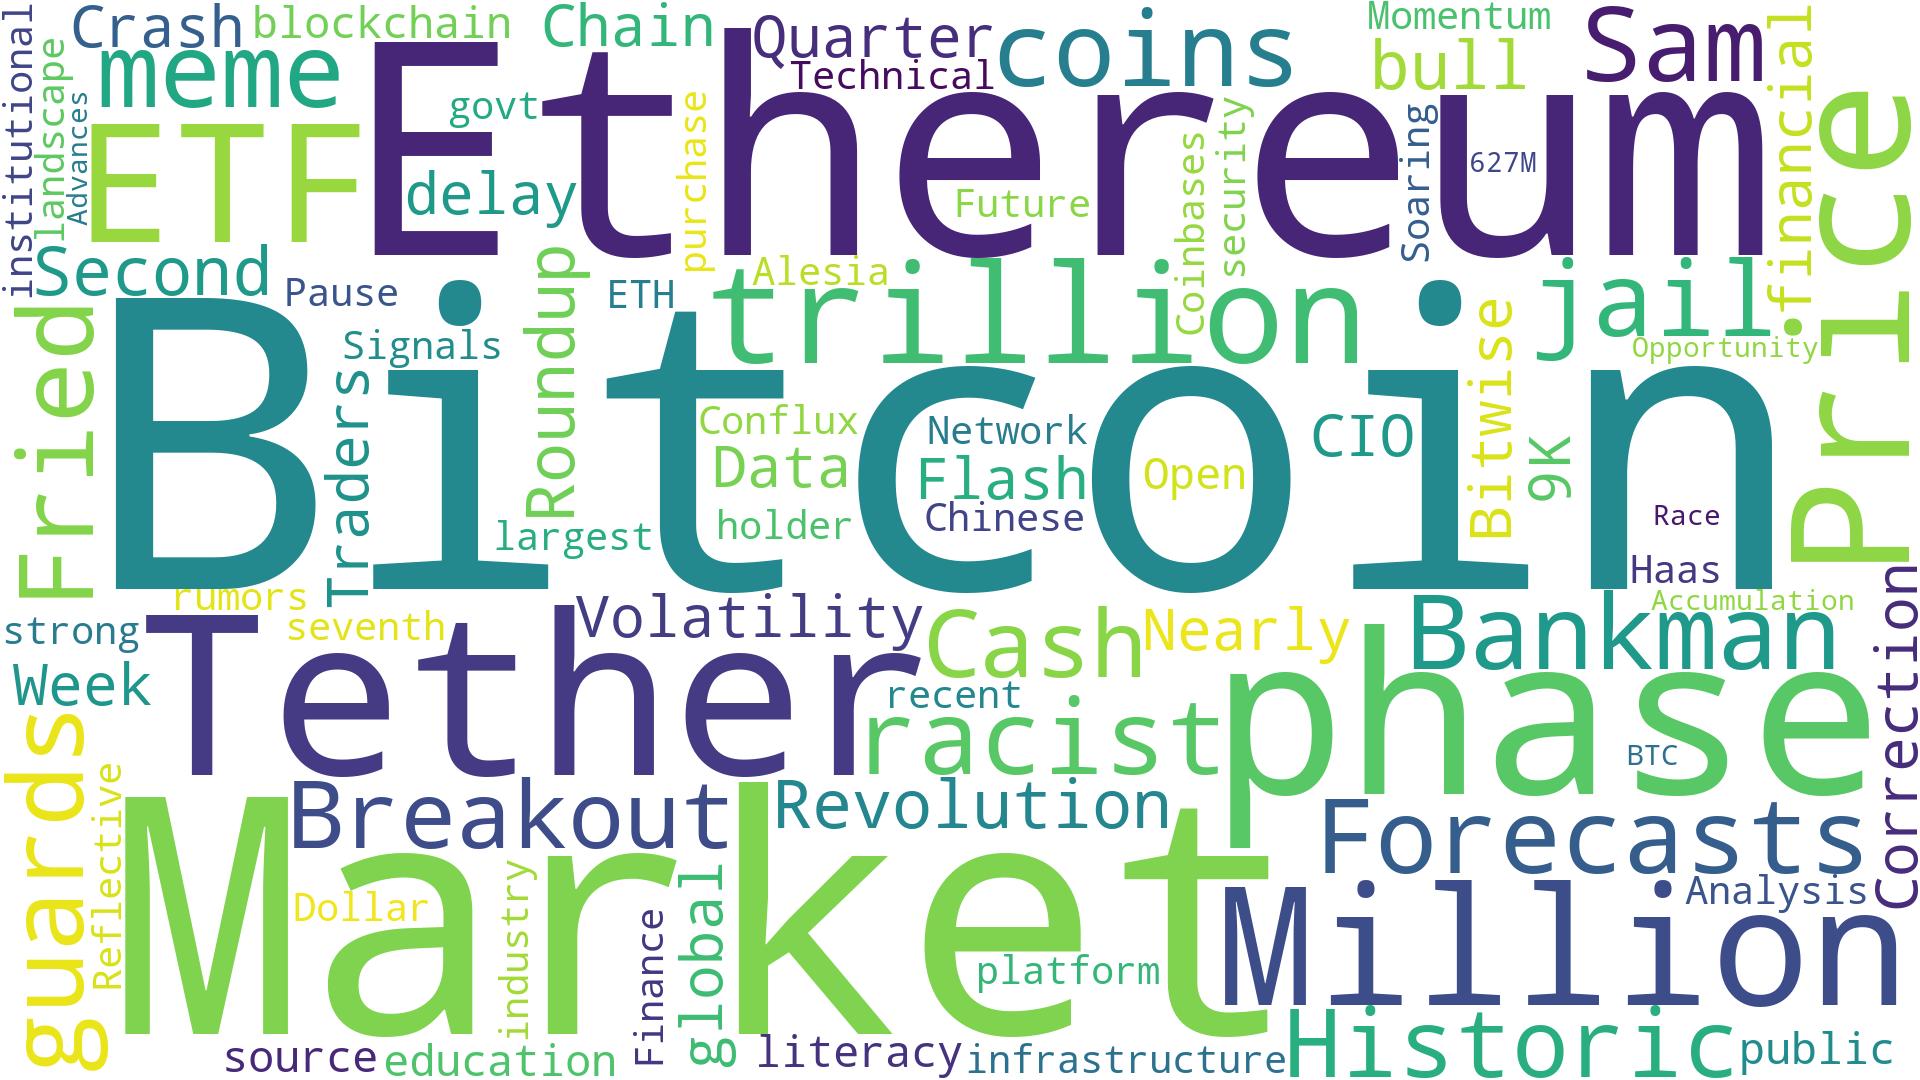 institutional
landscape
Advances
Crash
blockchain
Chain
Quarter
Technical
coins
Momentum
bull
Sam
financial
Price
meme
ETF
govt
Ethereum
delay
purchase
Future
Coinbases
security
Soaring
627M
Second
Pause
Roundup
ETH
Alesia
trillion
jail
Opportunity
Fried
Signals
Traders
Bitcoin
Conflux
Data
holder
largest
Network
Flash
Chinese
Open
CIO
Bitwise
9K
Race
Haas
Accumulation
rumors
seventh
strong
Week
Tether
Volatility
Cash
Nearly
Bankman
recent
racist
phase
BTC
Correction
guards
Reflective
Breakout
Revolution
Forecasts
Market
Dollar
industry
Finance
global
platform
Million
Analysis
source
education
literacy
infrastructure
Historic
public